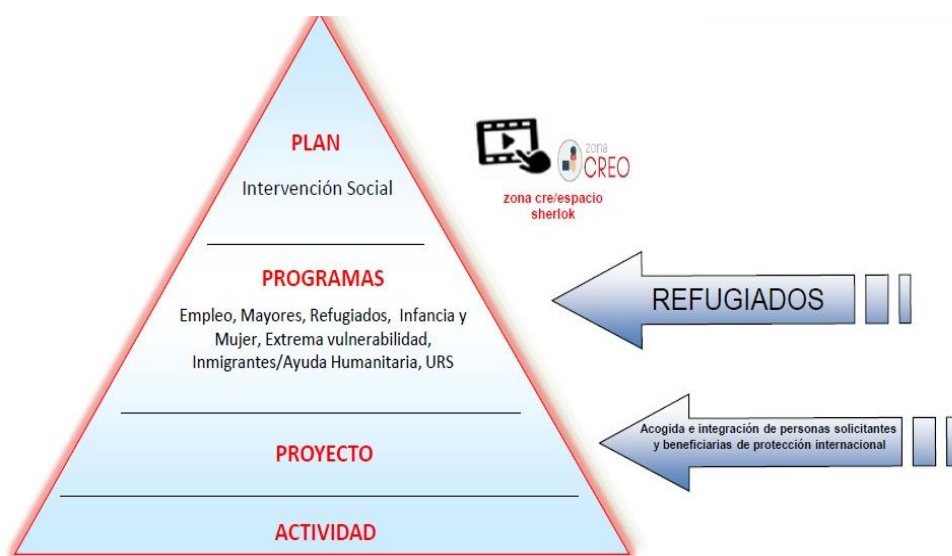 PLAN
Intervención Social
zona
CREO
zona cre/espacio
sherlok
PROGRAMAS
Empleo, Mayores, Refugiados, Infancia y
Mujer, Extrema vulnerabilidad,
Inmigrantes/Ayuda Humanitaria, URS
REFUGIADOS
PROYECTO
Acogida e integración de personas solicitantes
y beneficiarias de protección internacional
ACTIVIDAD